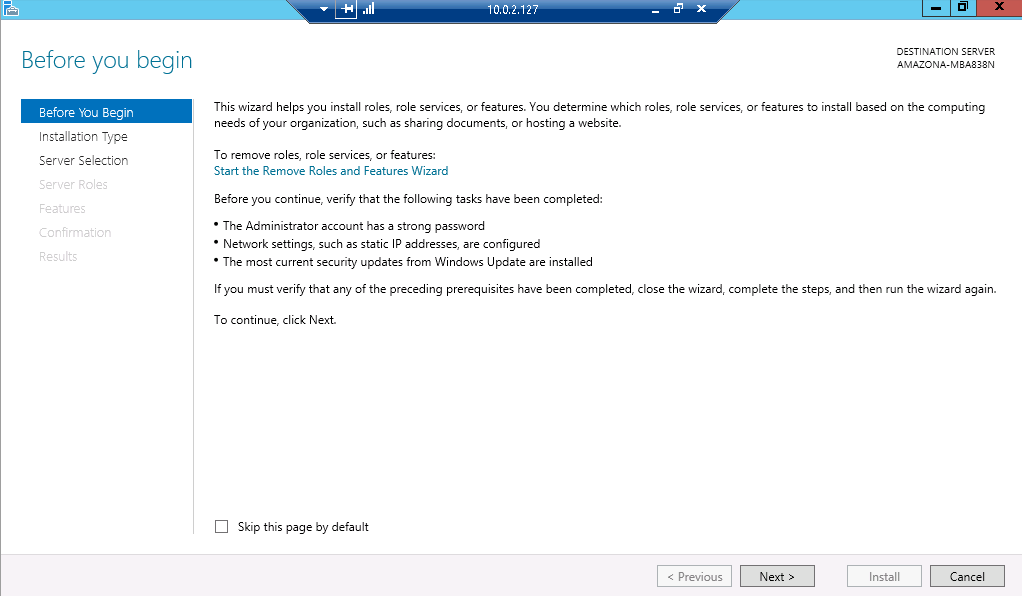 10.0.2.127
Before you begin
DESTINATION SERVER
AMAZONA-MBA838N
Before You Begin
Installation Type
Server Selection
Server Roles
Features
Confirmation
Results
This wizard helps you install roles, role services, or features. You determine which roles, role services, or features to install based on the computing
needs of your organization, such as sharing documents, or hosting a website.
To remove roles, role services, or features:
Start the Remove Roles and Features Wizard
Before you continue, verify that the following tasks have been completed:
• The Administrator account has a strong password
• Network settings, such as static IP addresses, are configured
• The most current security updates from Windows Update are installed
If you must verify that any of the preceding prerequisites have been completed, close the wizard, complete the steps, and then run the wizard again.
To continue, click Next.
Skip this page by default
< Previous
Next >
Install
Cancel